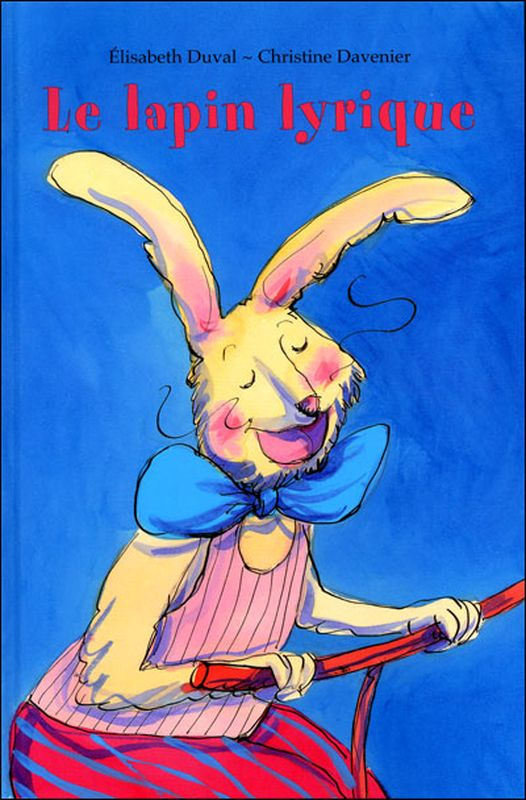 Élisabeth Duval ~ Christine Davenier
Le lapin lyrique